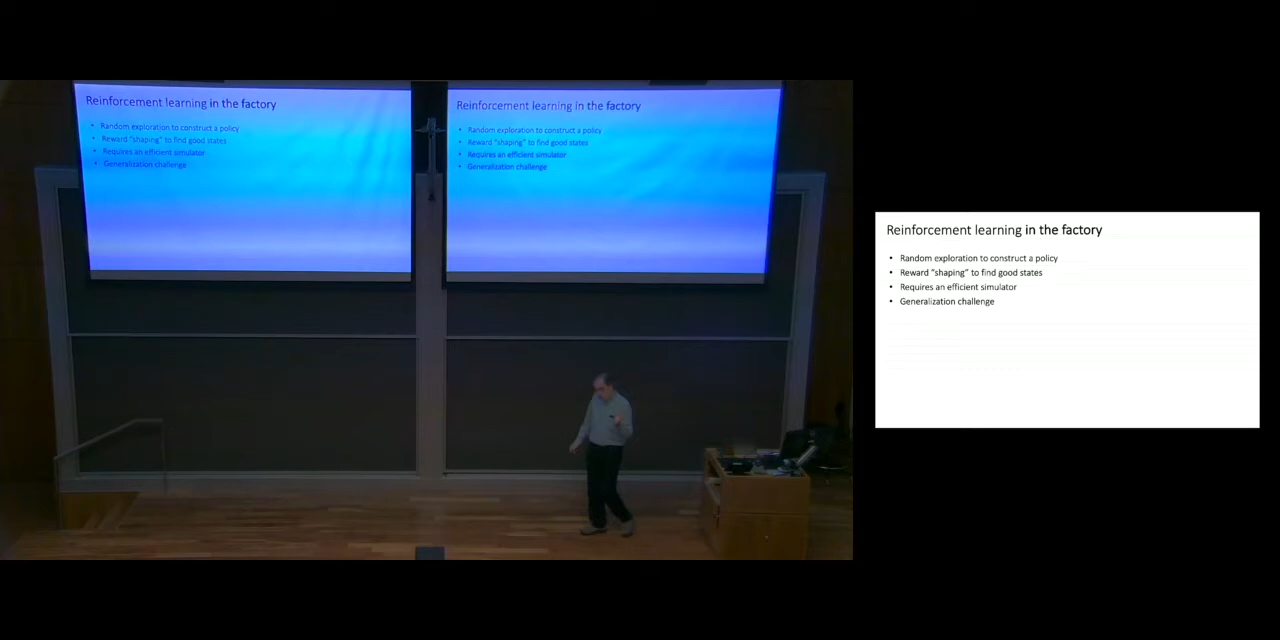 Reinforcement learning in the factory
• Random exploration to construct a policy
• Reward "shaping" to find good states
• Requires an efficient simulator
• Generalization challenge
Reinforcement learning in the factory
• Random exploration to construct a policy
• Reward "shaping" to find good states
• Requires an efficient simulator
• Generalization challenge
Reinforcement learning in the factory
• Random exploration to construct a policy
• Reward “shaping” to find good states
• Requires an efficient simulator
• Generalization challenge